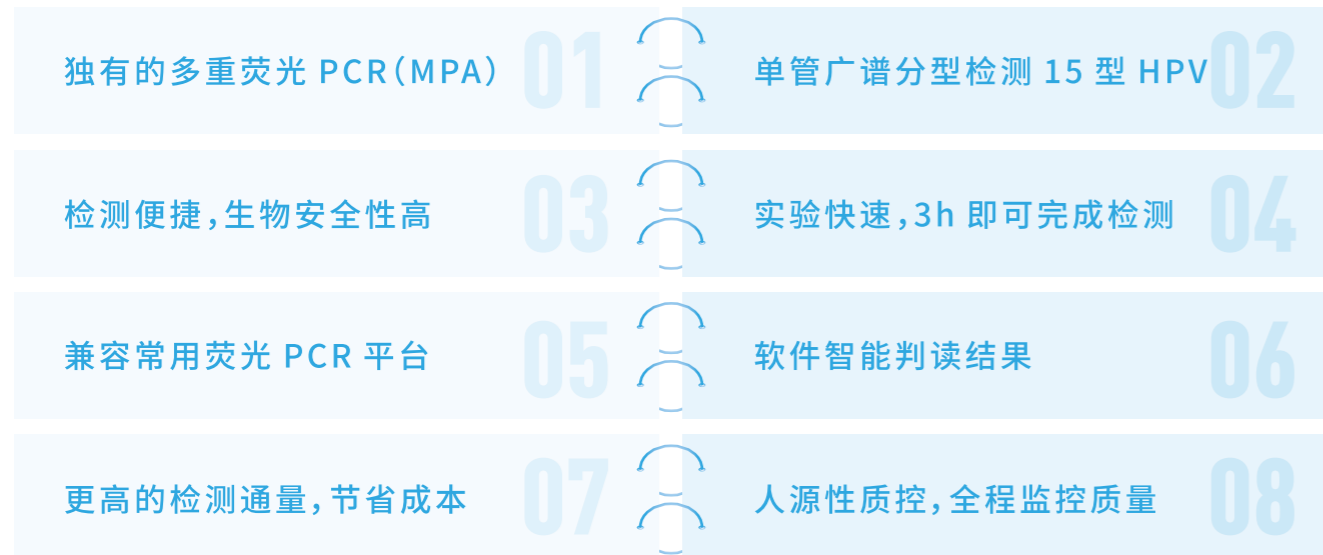 独有的多重荧光 PCR(MPA) 01
单管广谱分型检测 15 型 HPV 02
检测便捷,生物安全性高 03
实验快速,3h 即可完成检测 04
兼容常用荧光 PCR 平台 05
软件智能判读结果 06
更高的检测通量,节省成本 07
人源性质控,全程监控质量 08